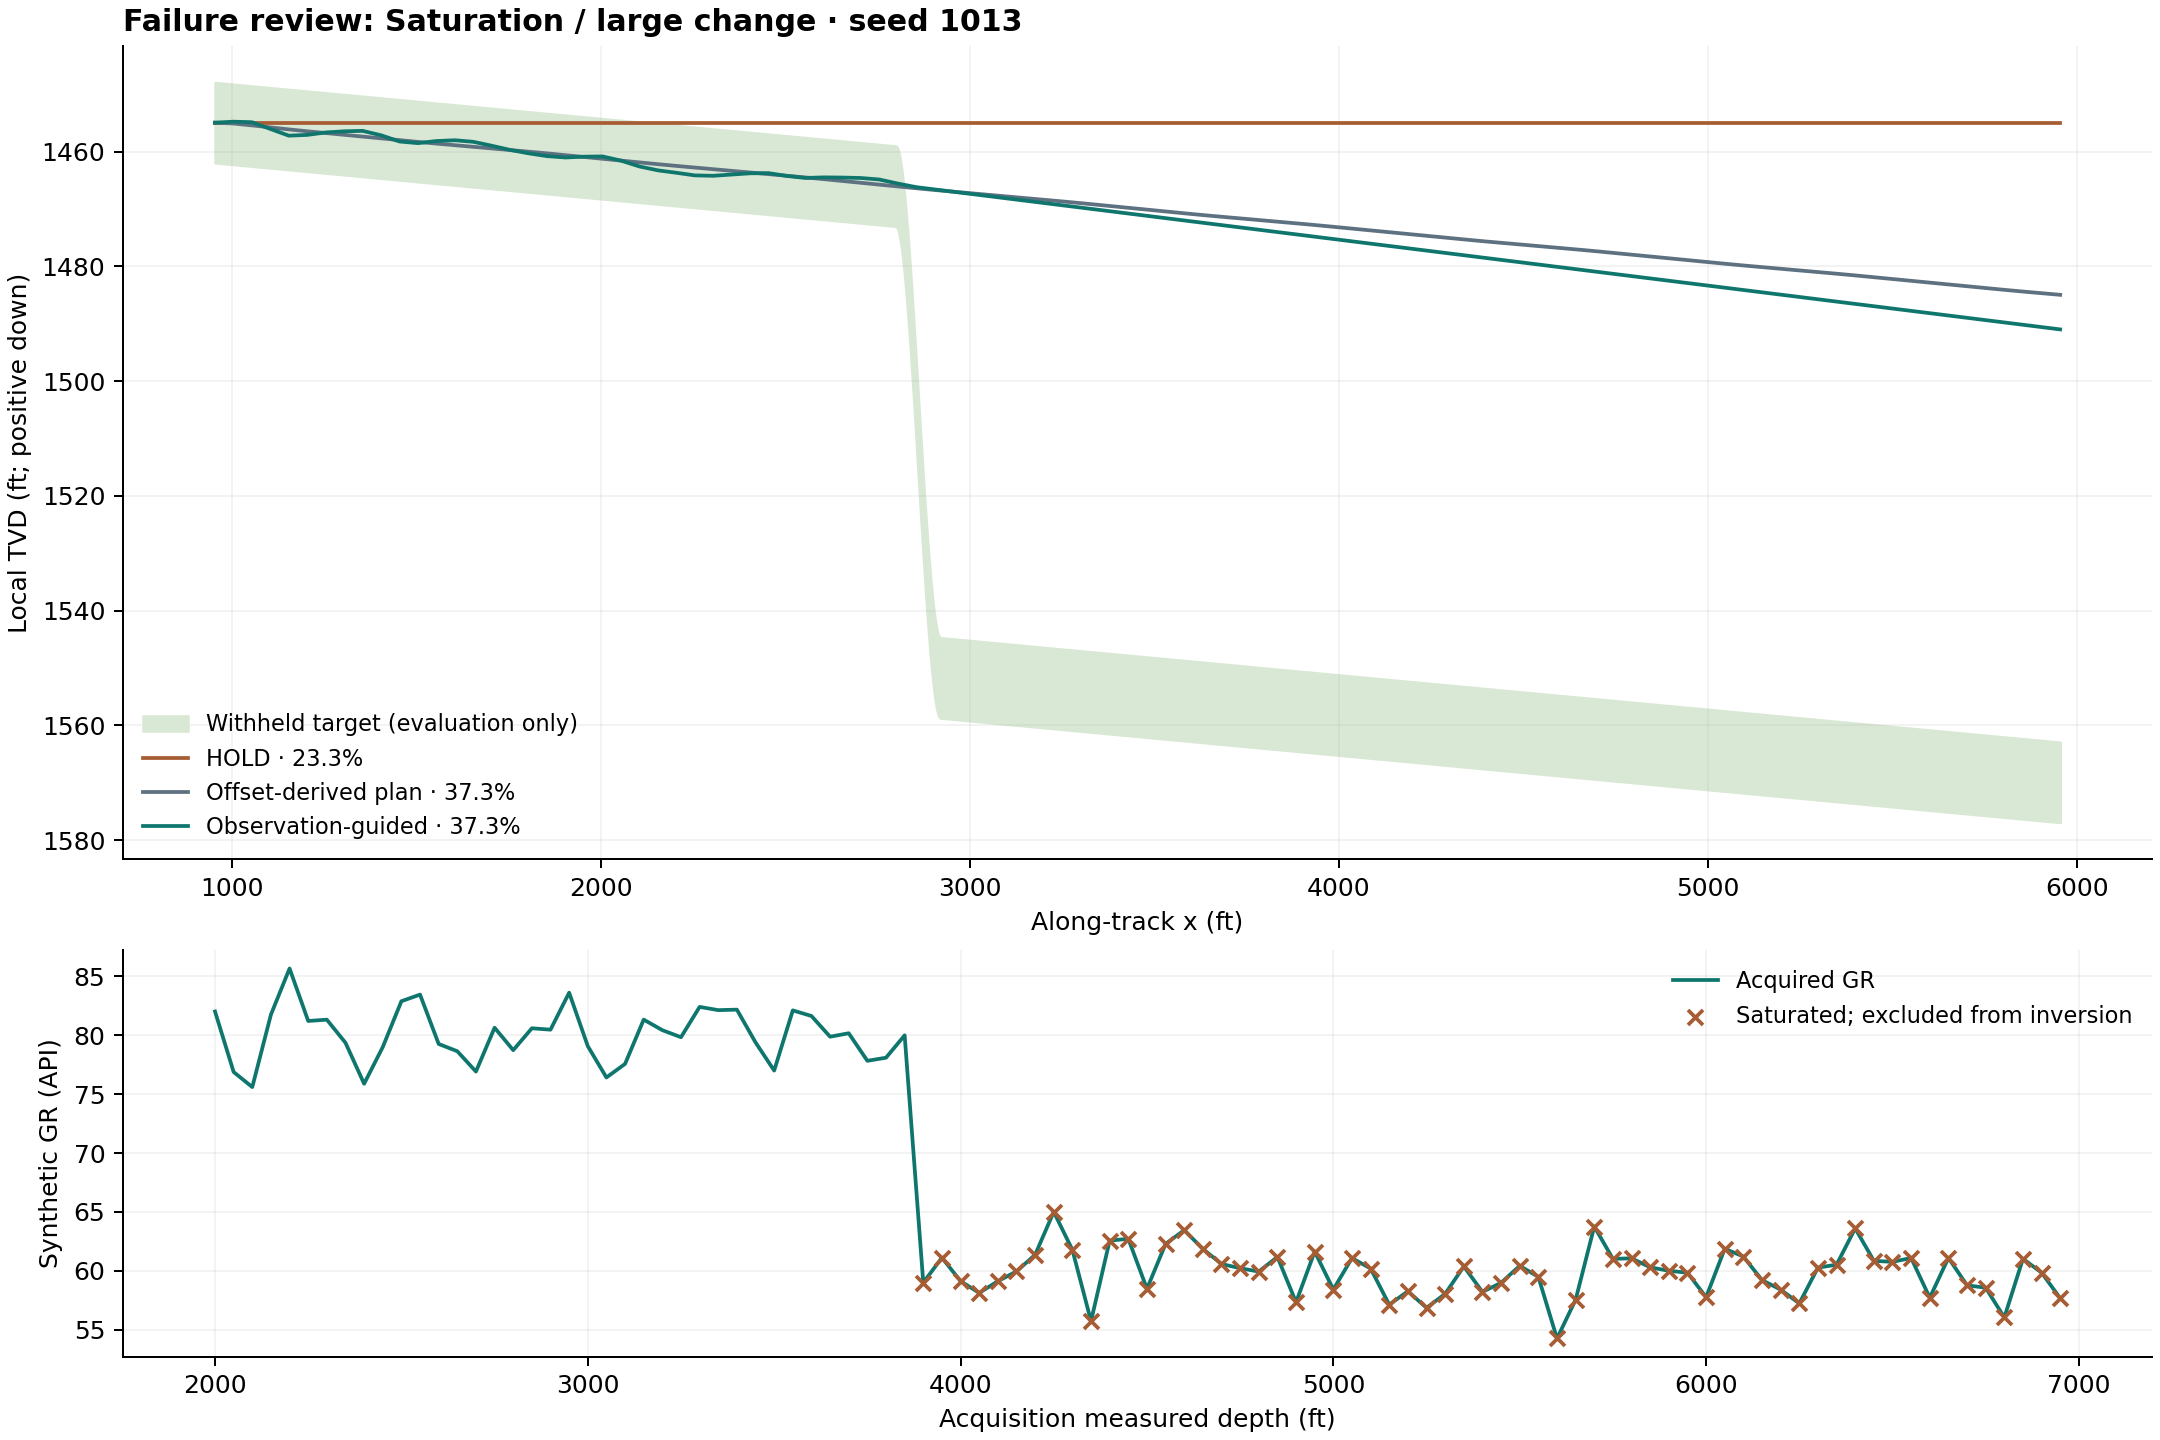 Failure review: Saturation / large change · seed 1013
Local TVD (ft; positive down)
1460
1480
1500
1520
1540
1560
1580
Withheld target (evaluation only)
HOLD · 23.3%
Offset-derived plan · 37.3%
Observation-guided · 37.3%
1000 2000 3000 4000 5000 6000
Along-track x (ft)
Synthetic GR (API)
85
80
75
70
65
60
55
Acquired GR
Saturated; excluded from inversion
2000 3000 4000 5000 6000 7000
Acquisition measured depth (ft)